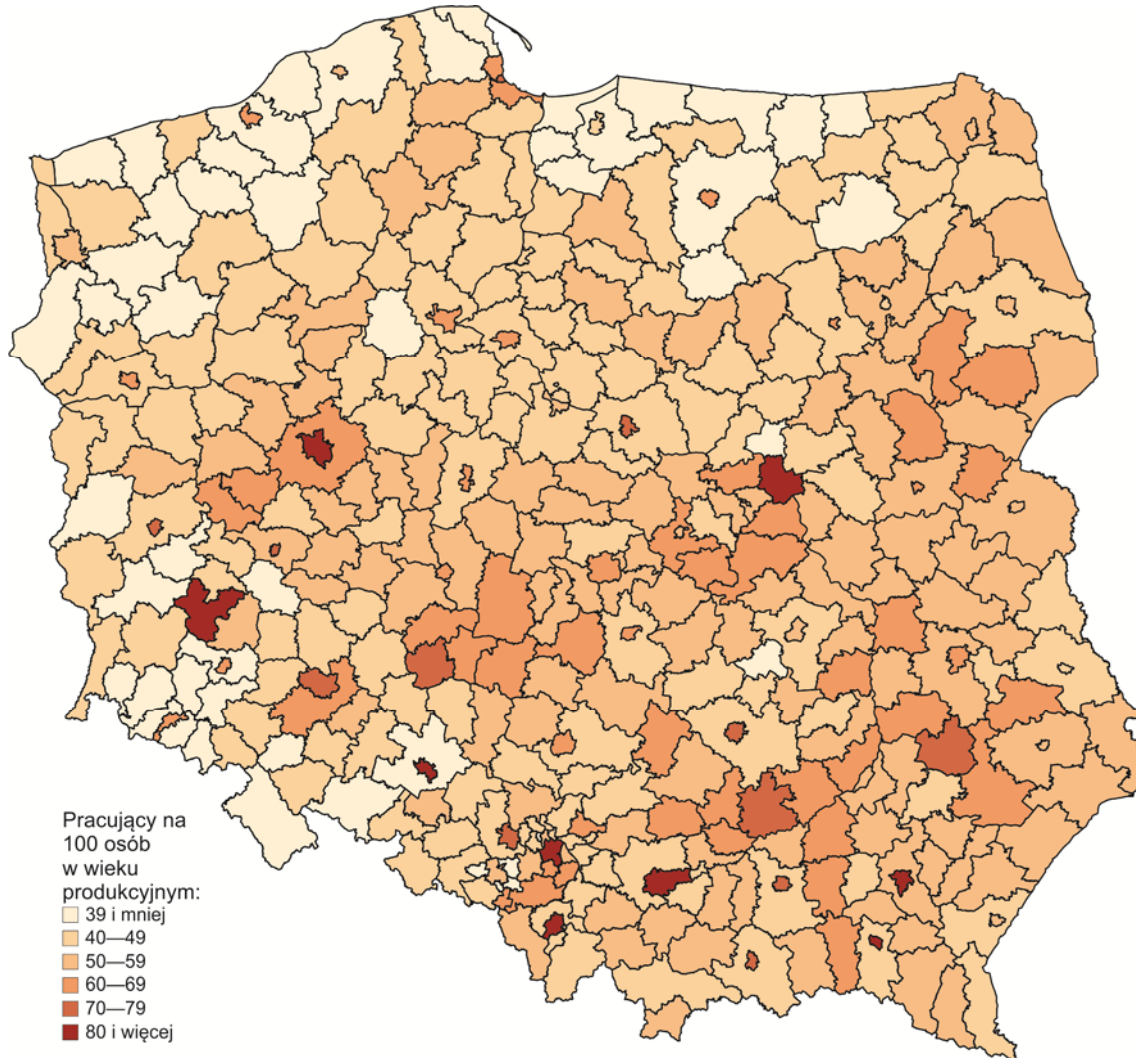 Pracujący na
100 osób
w wieku
produkcyjnym:
39 i mniej
40—49
50—59
60—69
70—79
80 i więcej